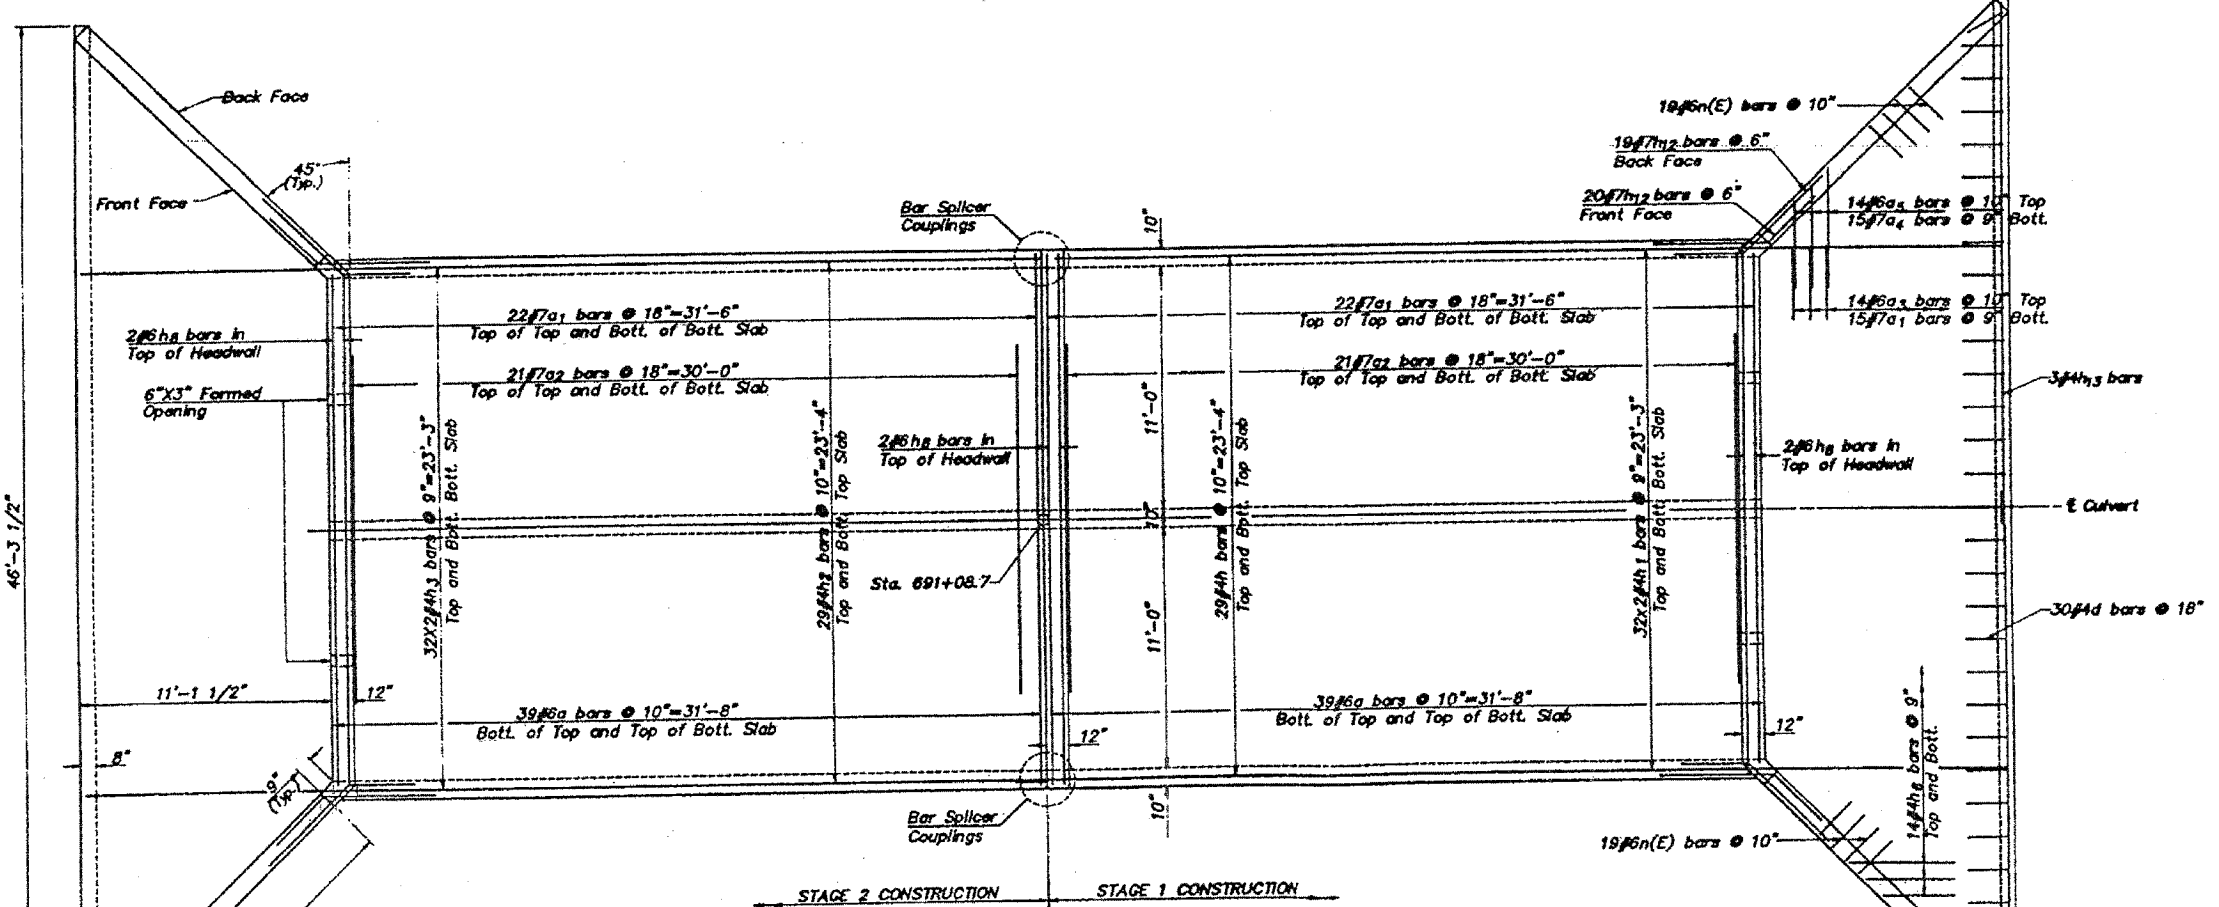 Back Face
45°
(Typ.)
Front Face
Bar Splicer
Couplings
10"
19#6n(E) bars @ 10"
19#7h12 bars @ 6"
Back Face
20#7h12 bars @ 6"
Front Face
14#6a5 bars @ 10" Top
15#7a4 bars @ 9" Bott.
22#7a1 bars @ 18"=31'-6"
Top of Top and Bott. of Bott. Slab
22#7a1 bars @ 18"=31'-6"
Top of Top and Bott. of Bott. Slab
14#6a3 bars @ 10" Top
15#7a1 bars @ 9" Bott.
2#6h8 bars in
Top of Headwall
21#7a2 bars @ 18"=30'-0"
Top of Top and Bott. of Bott. Slab
21#7a2 bars @ 18"=30'-0"
Top of Top and Bott. of Bott. Slab
3#4h13 bars
6"X3" Formed
Opening
32X2#4h3 bars @ 9"=23'-3"
Top and Bott. Bott. Slab
29#4h2 bars @ 10"=23'-4"
Top and Bott. Top Slab
2#6h8 bars in
Top of Headwall
11'-0"
10"
11'-0"
29#4h bars @ 10"=23'-4"
Top and Bott. Top Slab
32X2#4h1 bars @ 9"=23'-3"
Top and Bott. Bott. Slab
2#6h8 bars in
Top of Headwall
46'-3 1/2"
℄ Culvert
Sta. 691+08.7
30#4d bars @ 18"
11'-1 1/2"
12"
39#6a bars @ 10"=31'-8"
Bott. of Top and Top of Bott. Slab
39#6a bars @ 10"=31'-8"
Bott. of Top and Top of Bott. Slab
12"
12"
8"
9"
(Typ.)
14#4h6 bars @ 9"
Top and Bott.
Bar Splicer
Couplings
10"
19#6n(E) bars @ 10"
STAGE 2 CONSTRUCTION
STAGE 1 CONSTRUCTION